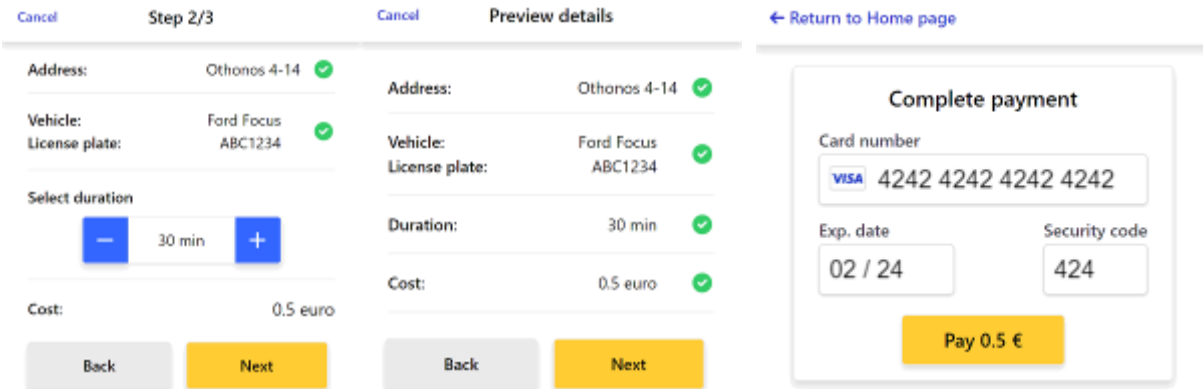 Cancel Step 2/3
Address: Othonos 4-14
Vehicle: Ford Focus
License plate: ABC1234
Select duration
− 30 min +
Cost: 0.5 euro
Back Next
Cancel Preview details
Address: Othonos 4-14
Vehicle: Ford Focus
License plate: ABC1234
Duration: 30 min
Cost: 0.5 euro
Back Next
← Return to Home page
Complete payment
Card number
VISA 4242 4242 4242 4242
Exp. date Security code
02 / 24 424
Pay 0.5 €